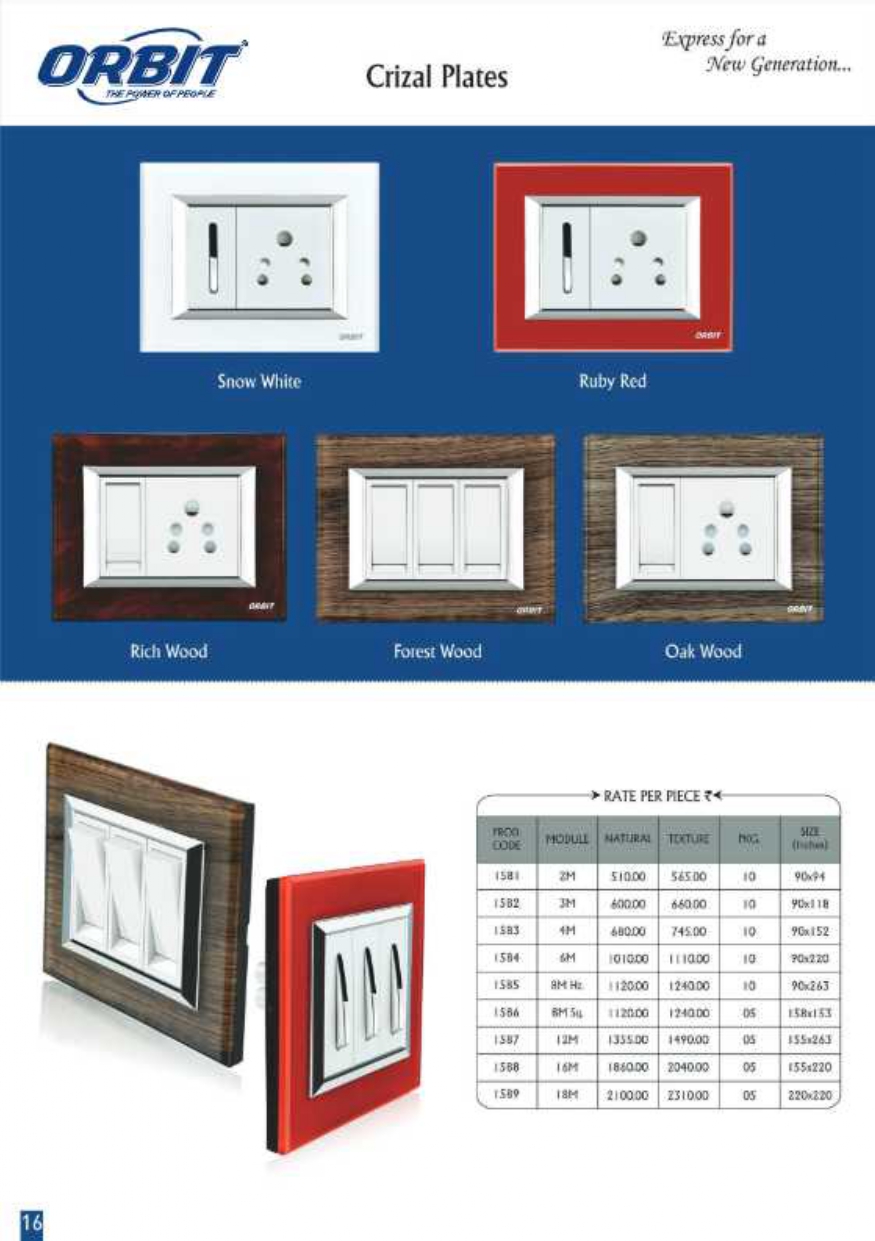 ORBIT
THE POWER OF PEOPLE
Crizal Plates
Express for a
New Generation...
ORBIT
ORBIT
Snow White
Ruby Red
ORBIT
ORBIT
ORBIT
Rich Wood
Forest Wood
Oak Wood
RATE PER PIECE ₹
PROD. CODE MODULE NATURAL TEXTURE PKG. SIZE (Inches)
1581 2M 510.00 565.00 10 90x94
1582 3M 600.00 660.00 10 90x118
1583 4M 680.00 745.00 10 90x152
1584 6M 1010.00 1110.00 10 90x220
1585 8M Hz. 1120.00 1240.00 10 90x263
1586 8M Sq. 1120.00 1240.00 05 158x153
1587 12M 1355.00 1490.00 05 155x263
1588 16M 1860.00 2040.00 05 155x220
1589 18M 2100.00 2310.00 05 220x220
16